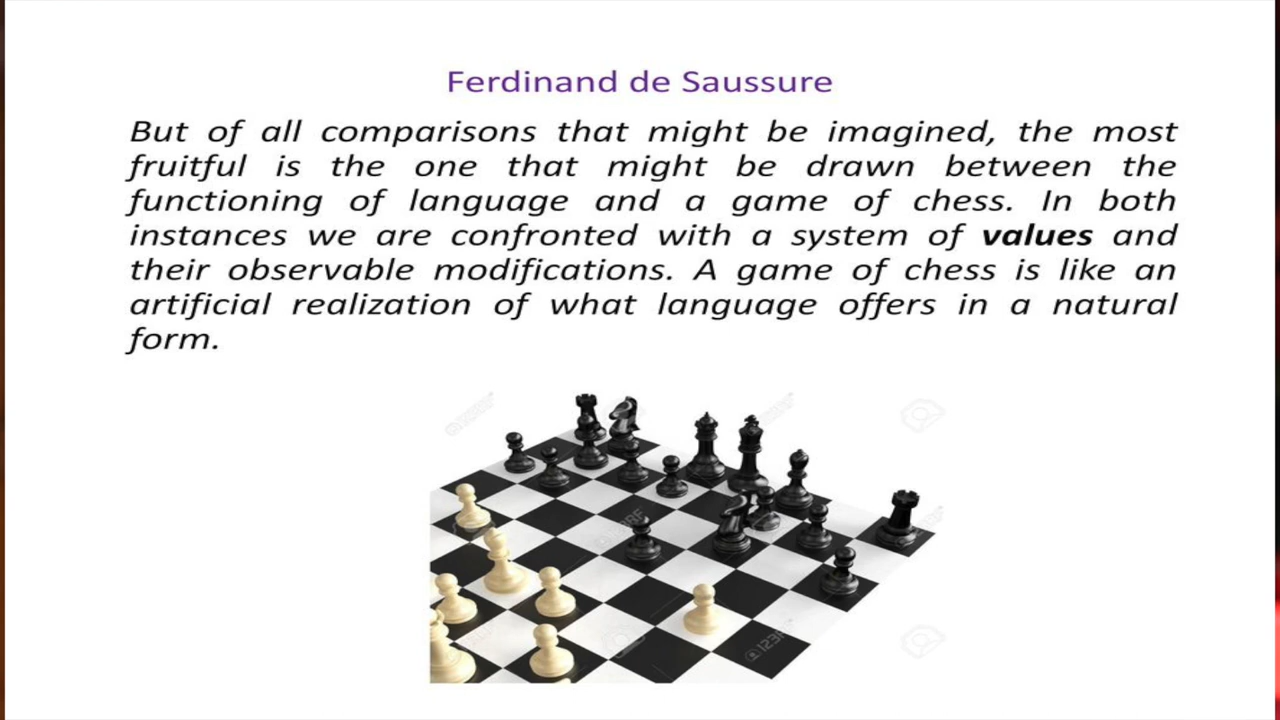 Ferdinand de Saussure
But of all comparisons that might be imagined, the most
fruitful is the one that might be drawn between the
functioning of language and a game of chess. In both
instances we are confronted with a system of values and
their observable modifications. A game of chess is like an
artificial realization of what language offers in a natural
form.
123RF